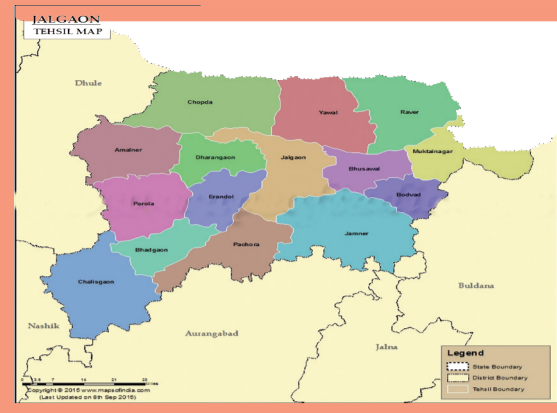 JALGAON
TEHSIL MAP
Dhule
Chopda
Yawal
Raver
Amalner
Dharangaon
Jalgaon
Bhusawal
Muktainagar
Parola
Erandol
Bodvad
Bhadgaon
Pachora
Jamner
Chalisgaon
Buldana
Nashik
Aurangabad
Jalna
Legend
State Boundary
District Boundary
Tehsil Boundary
Copyright © 2015 www.mapsofindia.com
(Last Updated on 8th Sep 2015)